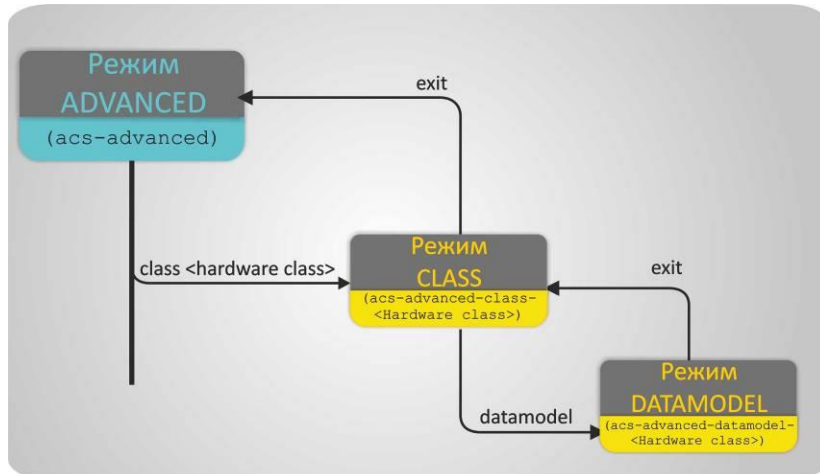 Режим
ADVANCED
(acs-advanced)
exit
class <hardware class>
Режим
CLASS
(acs-advanced-class-
<Hardware class>)
exit
datamodel
Режим
DATAMODEL
(acs-advanced-datamodel-
<Hardware class>)